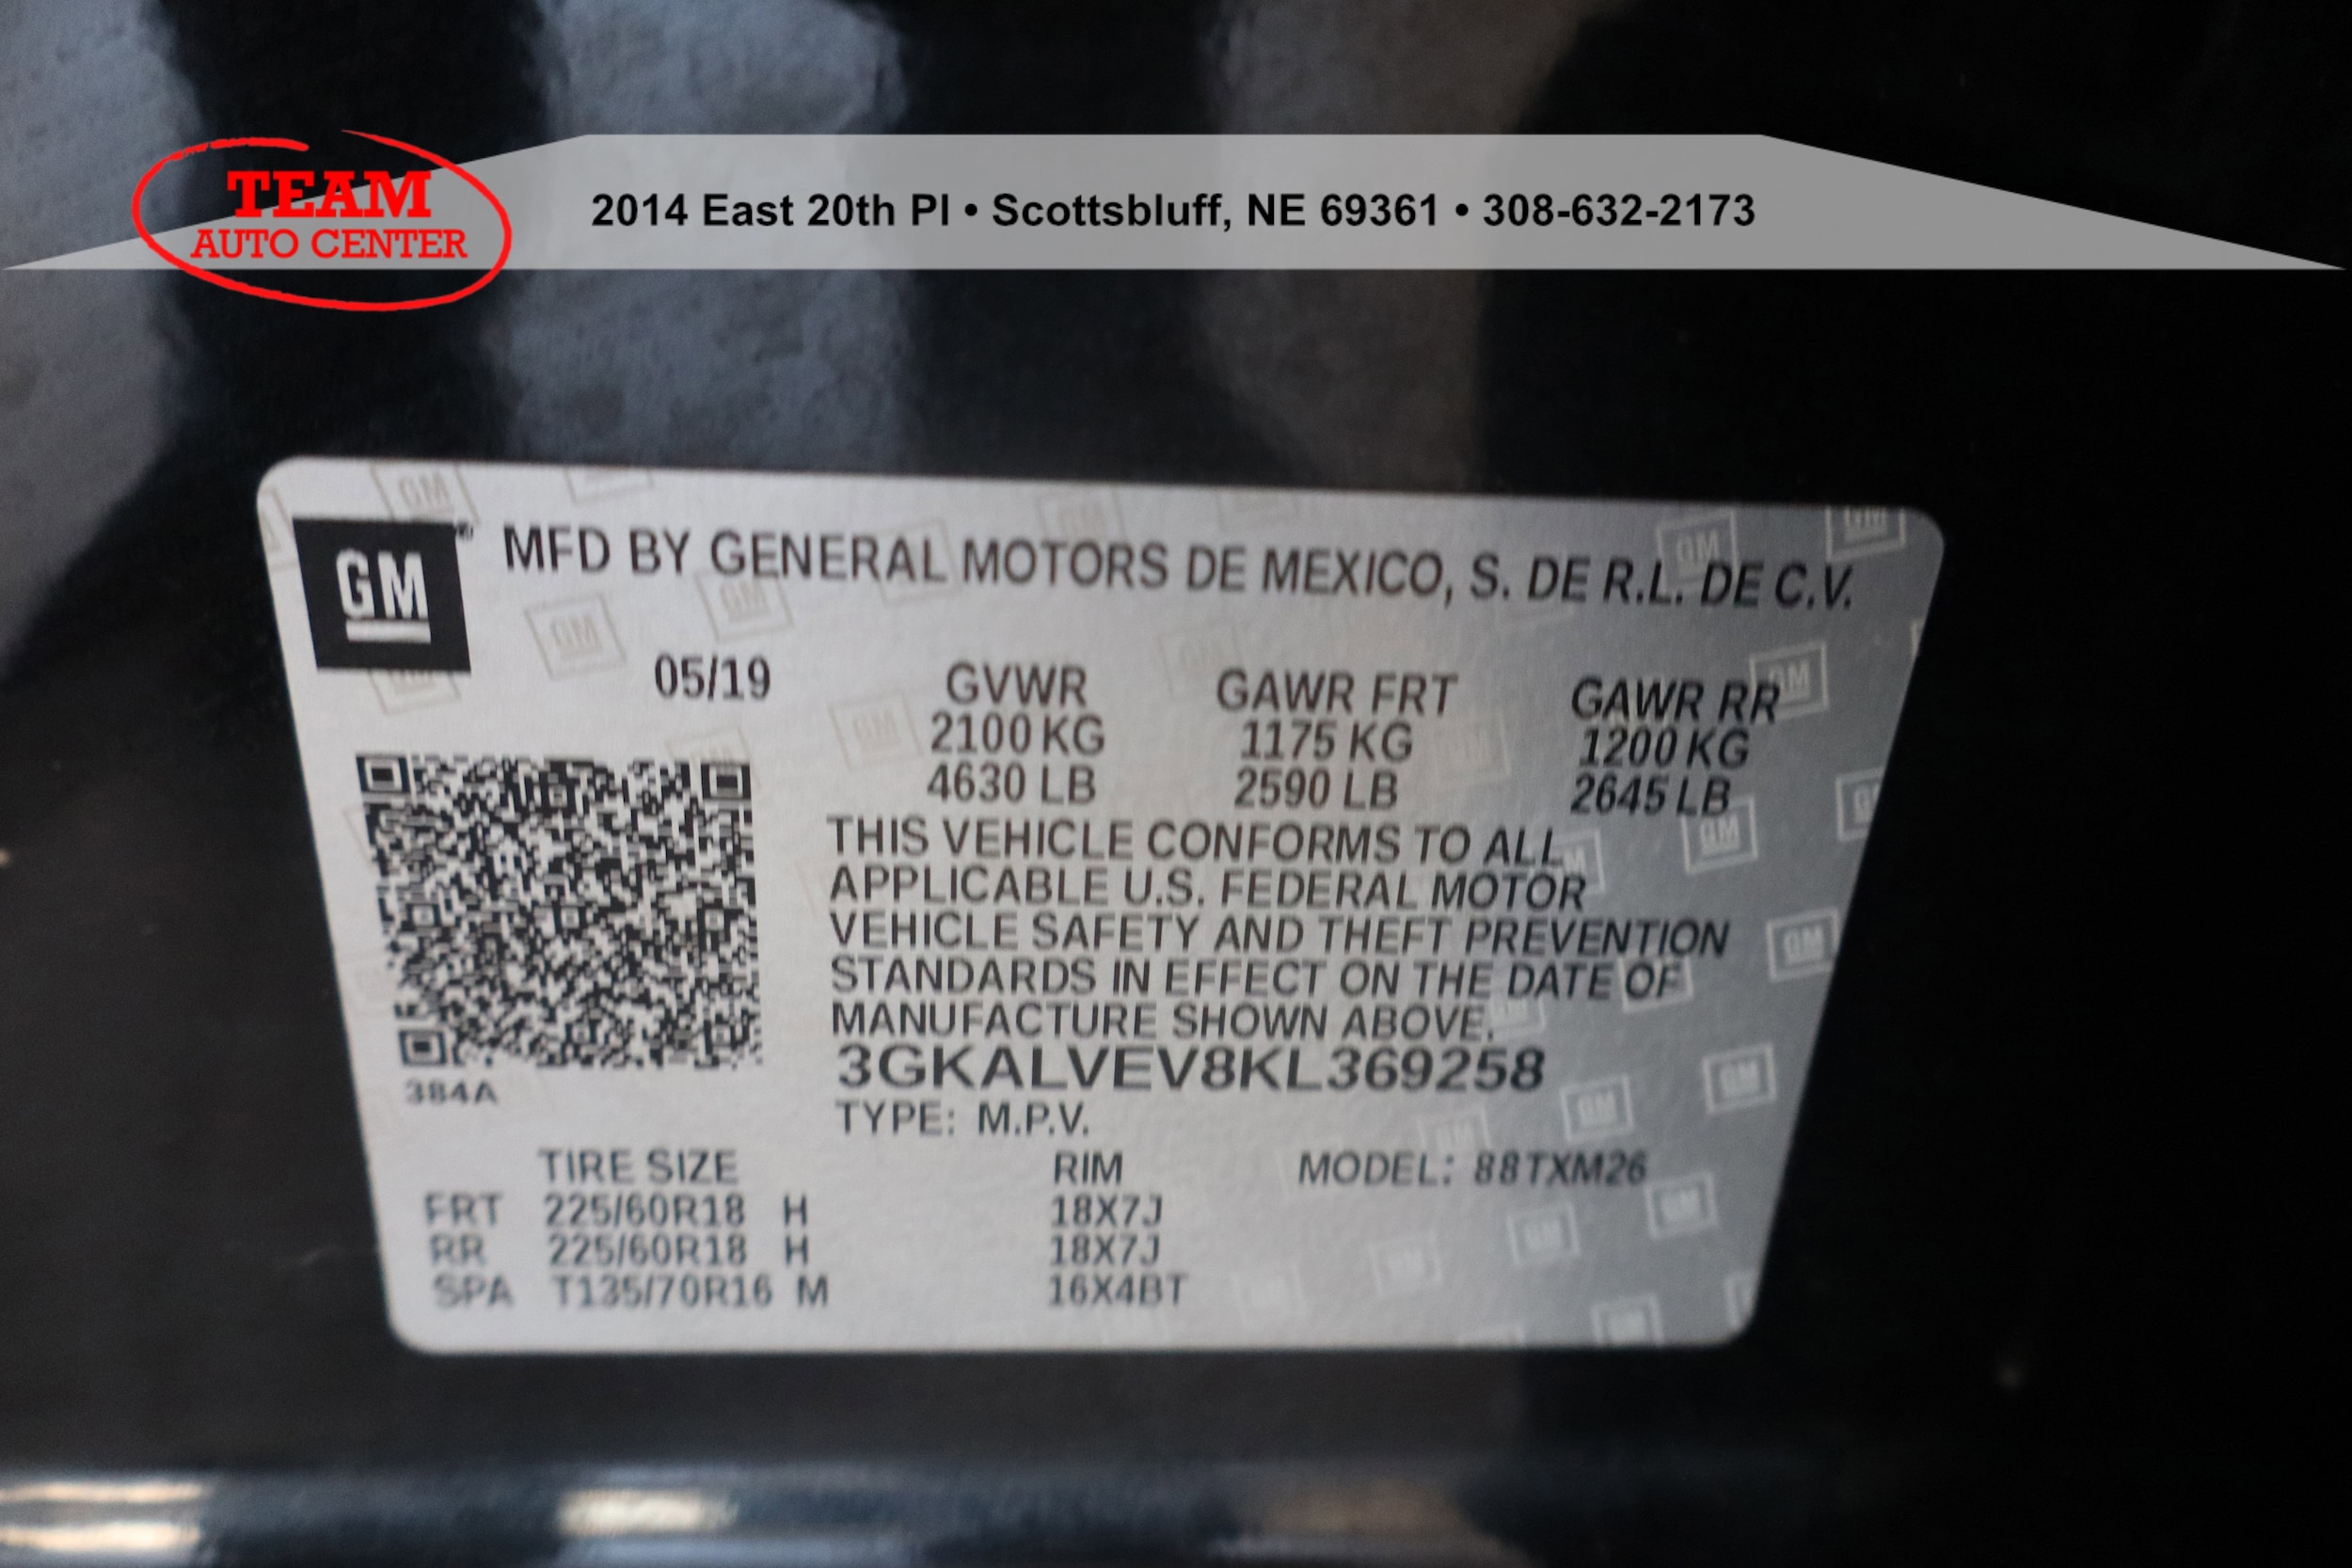 TEAM
AUTO CENTER
2014 East 20th Pl • Scottsbluff, NE 69361 • 308-632-2173
GM
MFD BY GENERAL MOTORS DE MEXICO, S. DE R.L. DE C.V.
05/19 GVWR GAWR FRT GAWR RR
2100 KG 1175 KG 1200 KG
4630 LB 2590 LB 2645 LB
THIS VEHICLE CONFORMS TO ALL
APPLICABLE U.S. FEDERAL MOTOR
VEHICLE SAFETY AND THEFT PREVENTION
STANDARDS IN EFFECT ON THE DATE OF
MANUFACTURE SHOWN ABOVE.
3GKALVEV8KL369258
384A
TYPE: M.P.V.
TIRE SIZE RIM MODEL: 88TXM26
FRT 225/60R18 H 18X7J
RR 225/60R18 H 18X7J
SPA T135/70R16 M 16X4BT